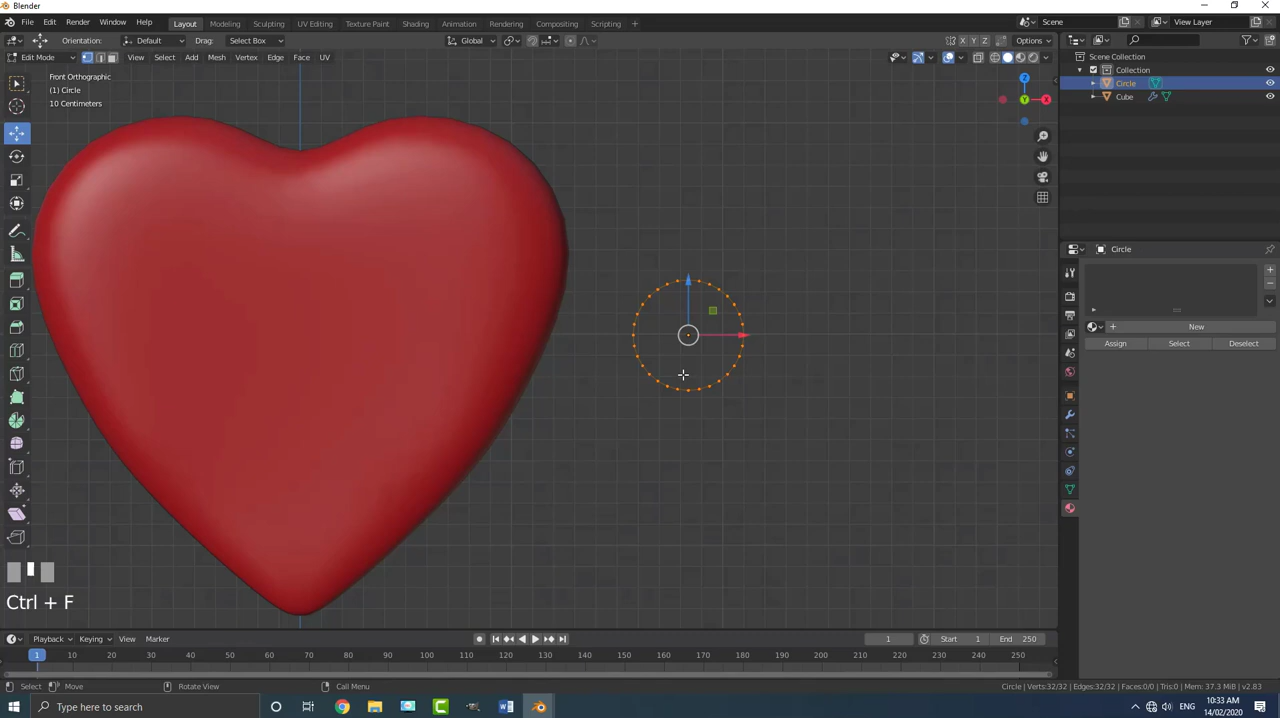 Blender
File Edit Render Window Help
Layout Modeling Sculpting UV Editing Texture Paint Shading Animation Rendering Compositing Scripting +
Scene
View Layer
Orientation: Default Drag: Select Box
Global
X Y Z Options
Edit Mode View Select Add Mesh Vertex Edge Face UV
Front Orthographic
(1) Circle
10 Centimeters
Z
Y
X
Scene Collection
Collection
Circle
Cube
Circle
New
Assign Select Deselect
Ctrl + F
Playback Keying View Marker
1 Start 1 End 250
1 10 20 30 40 50 60 70 80 90 100 110 120 130 140 150 160 170 180 190 200 210 220 230 240 250
Select Move Rotate View Call Menu
Circle | Verts:32/32 | Edges:32/32 | Faces:0/0 | Tris:0 | Mem: 37.3 MiB | v2.83
Type here to search
ENG
10:33 AM
14/02/2020